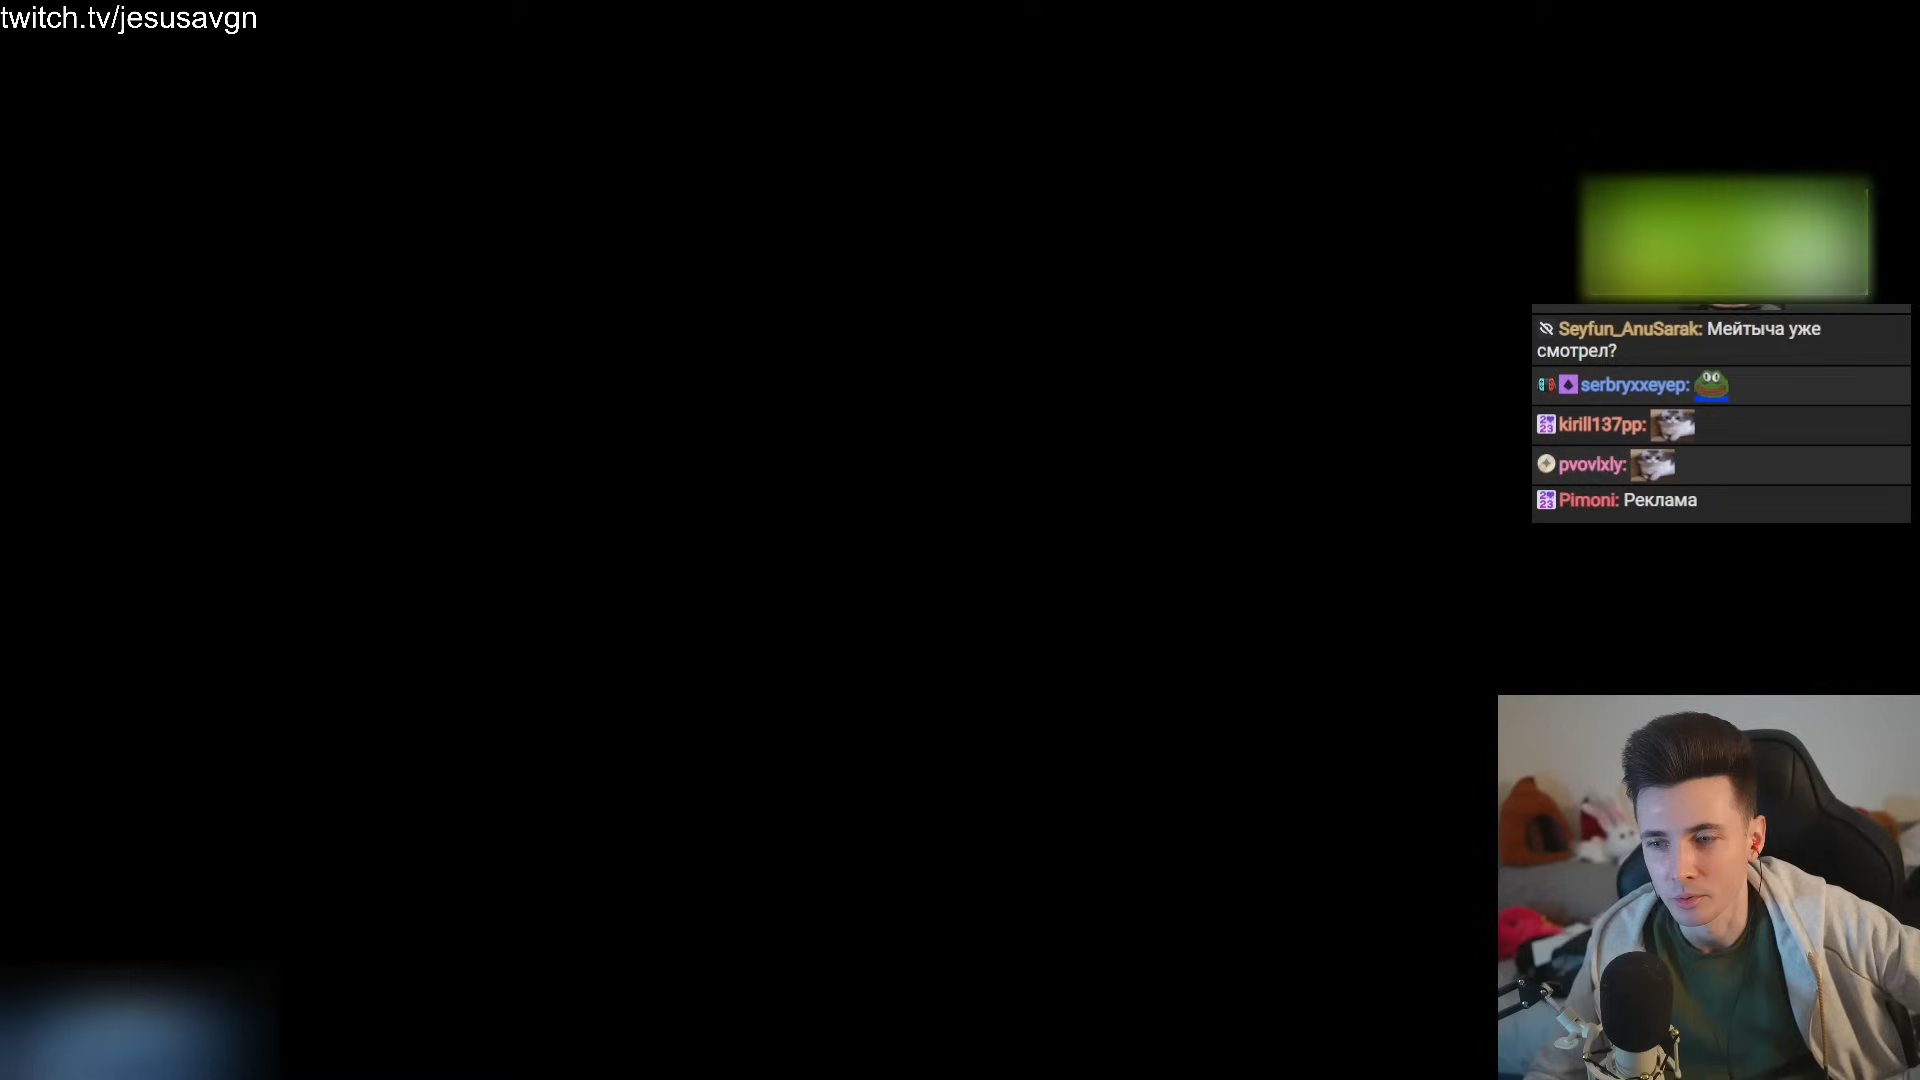 twitch.tv/jesusavgn
Seyfun_AnuSarak: Мейтыча уже
смотрел?
serbryxxeyep:
kirill137pp:
pvovlxly:
Pimoni: Реклама